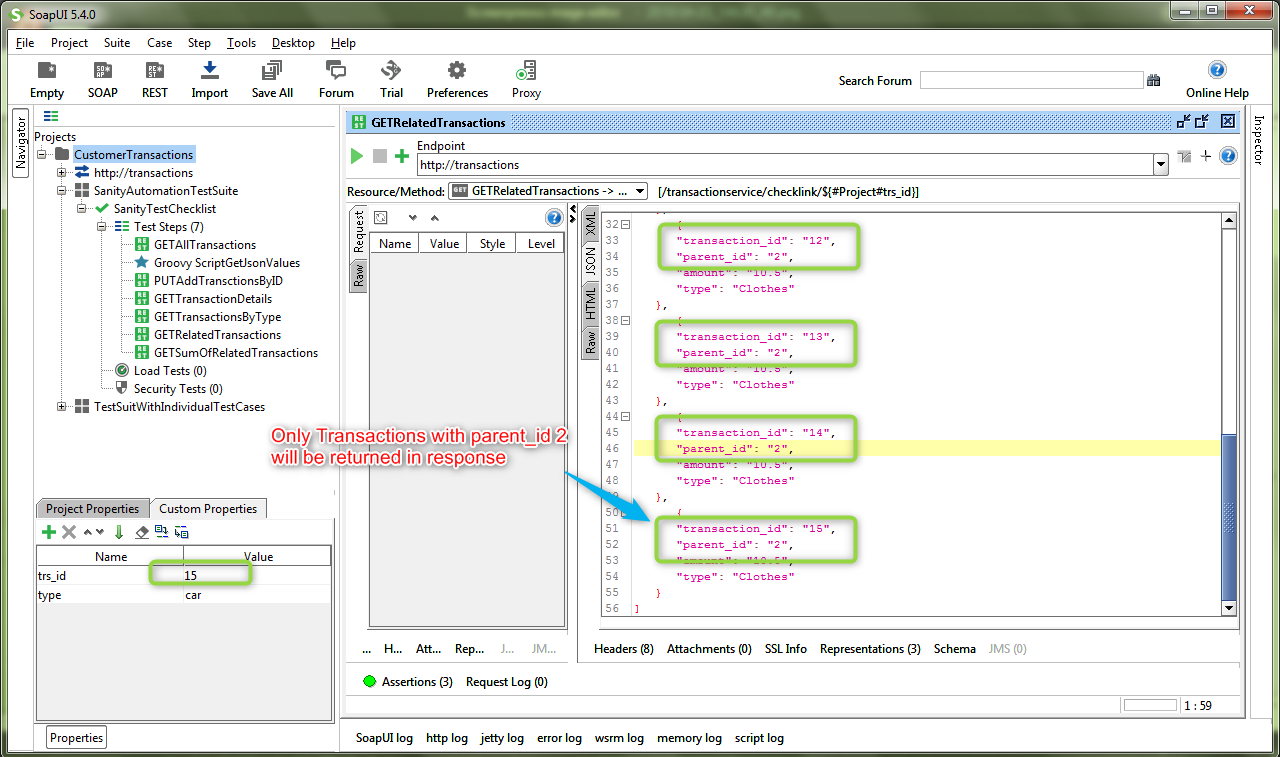 SoapUI 5.4.0
File Project Suite Case Step Tools Desktop Help
Empty SOAP REST Import Save All Forum Trial Preferences Proxy Search Forum Online Help
Navigator
Projects
CustomerTransactions
http://transactions
SanityAutomationTestSuite
SanityTestChecklist
Test Steps (7)
GETAllTransactions
Groovy ScriptGetJsonValues
PUTAddTransctionsByID
GETTransactionDetails
GETTransactionsByType
GETRelatedTransactions
GETSumOfRelatedTransactions
Load Tests (0)
Security Tests (0)
TestSuitWithIndividualTestCases
Only Transactions with parent_id 2
will be returned in response
Project Properties Custom Properties
Name Value
trs_id 15
type car
Properties
GETRelatedTransactions
Endpoint
http://transactions
Resource/Method: GET GETRelatedTransactions -> ... [/transactionservice/checklink/${#Project#trs_id}]
Request
Raw
Name Value Style Level
XML
JSON
HTML
Raw
32 {
33 "transaction_id": "12",
34 "parent_id": "2",
35 "amount": "10.5",
36 "type": "Clothes"
37 },
38 {
39 "transaction_id": "13",
40 "parent_id": "2",
41 "amount": "10.5",
42 "type": "Clothes"
43 },
44 {
45 "transaction_id": "14",
46 "parent_id": "2",
47 "amount": "10.5",
48 "type": "Clothes"
},
50 {
51 "transaction_id": "15",
52 "parent_id": "2",
53 "amount": "10.5",
54 "type": "Clothes"
55 }
56 ]
... H... Att... Rep... J... JM...
Headers (8) Attachments (0) SSL Info Representations (3) Schema JMS (0)
Assertions (3) Request Log (0)
1 : 59
SoapUI log http log jetty log error log wsrm log memory log script log
Inspector